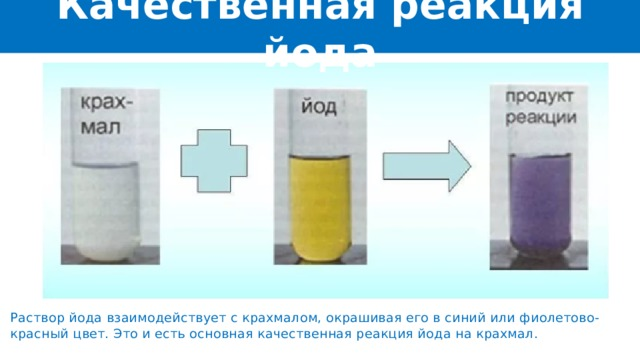 Качественная реакция
йода
крах-
мал
йод
продукт
реакции
Раствор йода взаимодействует с крахмалом, окрашивая его в синий или фиолетово-
красный цвет. Это и есть основная качественная реакция йода на крахмал.